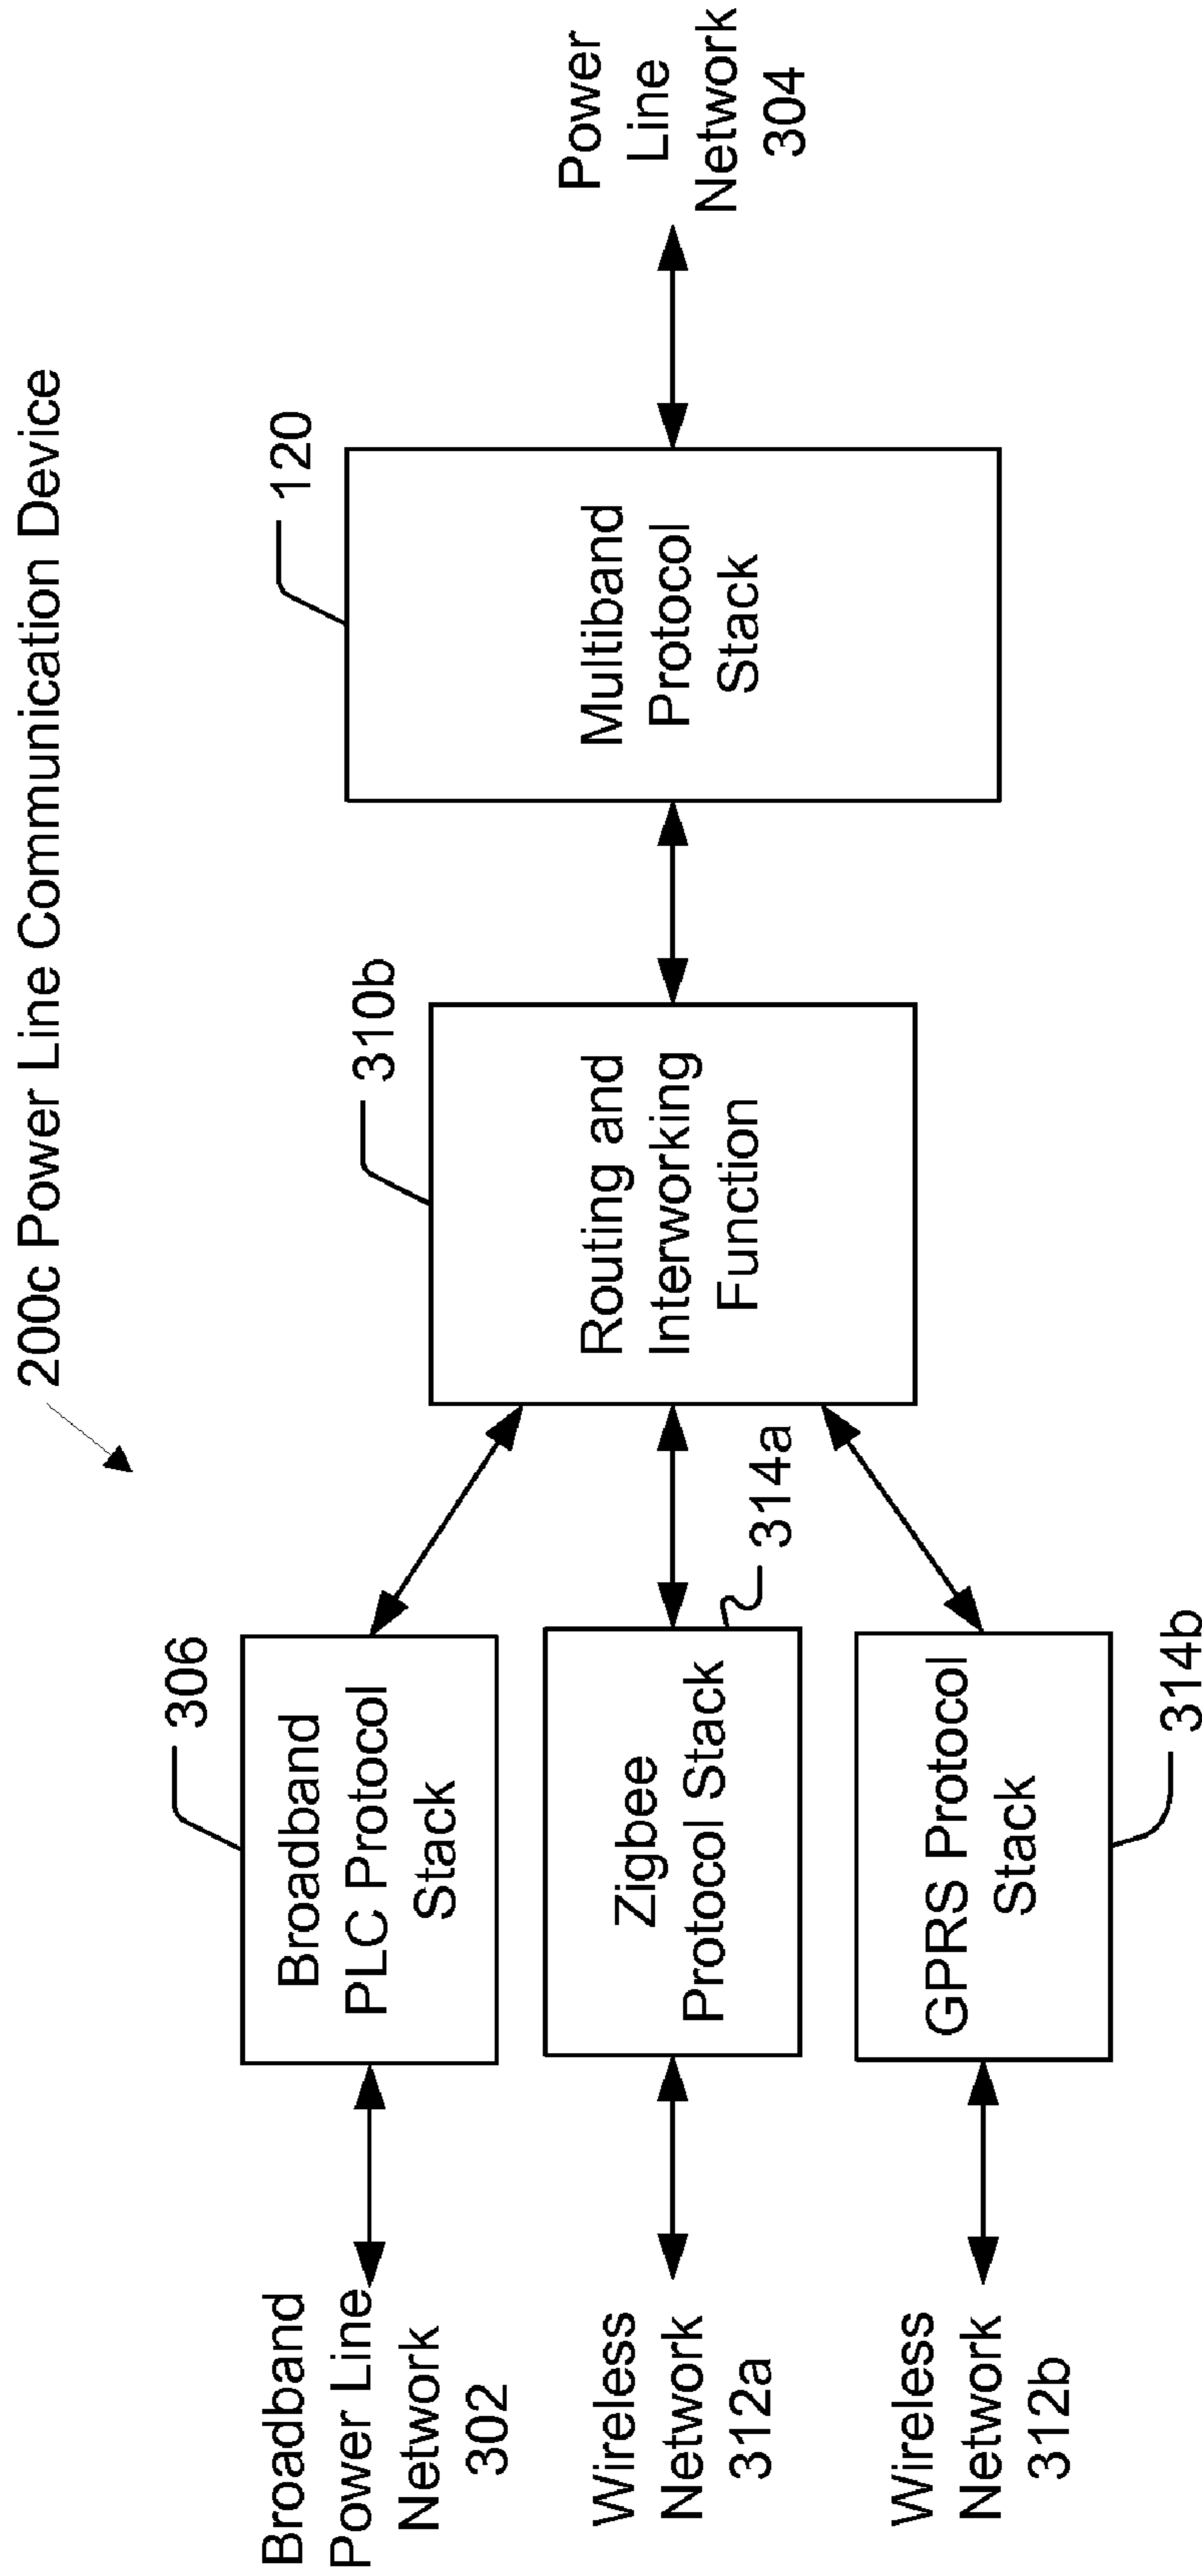 200c Power Line Communication Device
306
Broadband
PLC Protocol
Stack
Broadband
Power Line
Network
302
310b
Routing and
Interworking
Function
120
Multiband
Protocol
Stack
Power
Line
Network
304
Wireless
Network
312a
Zigbee
Protocol Stack
314a
Wireless
Network
312b
GPRS Protocol
Stack
314b